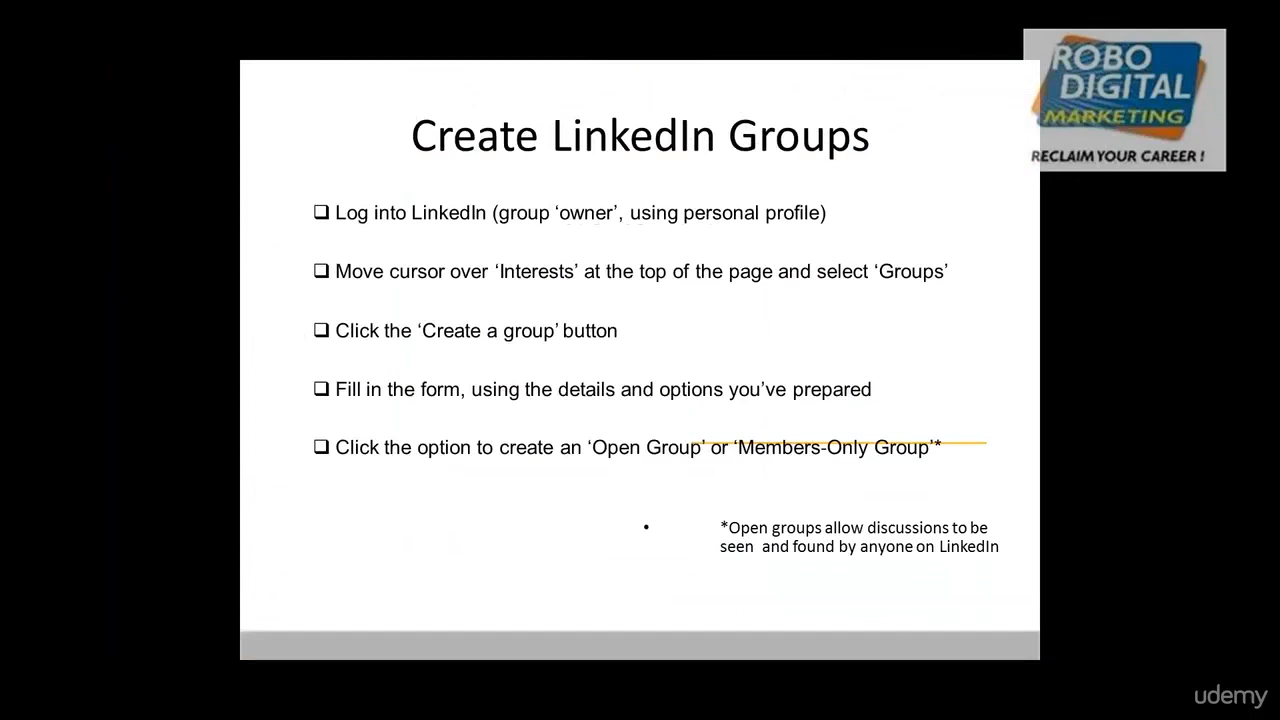 ROBO
DIGITAL
MARKETING
RECLAIM YOUR CAREER !
Create LinkedIn Groups
❑ Log into LinkedIn (group ‘owner’, using personal profile)
❑ Move cursor over ‘Interests’ at the top of the page and select ‘Groups’
❑ Click the ‘Create a group’ button
❑ Fill in the form, using the details and options you’ve prepared
❑ Click the option to create an ‘Open Group’ or ‘Members-Only Group’*
• *Open groups allow discussions to be
seen and found by anyone on LinkedIn
udemy